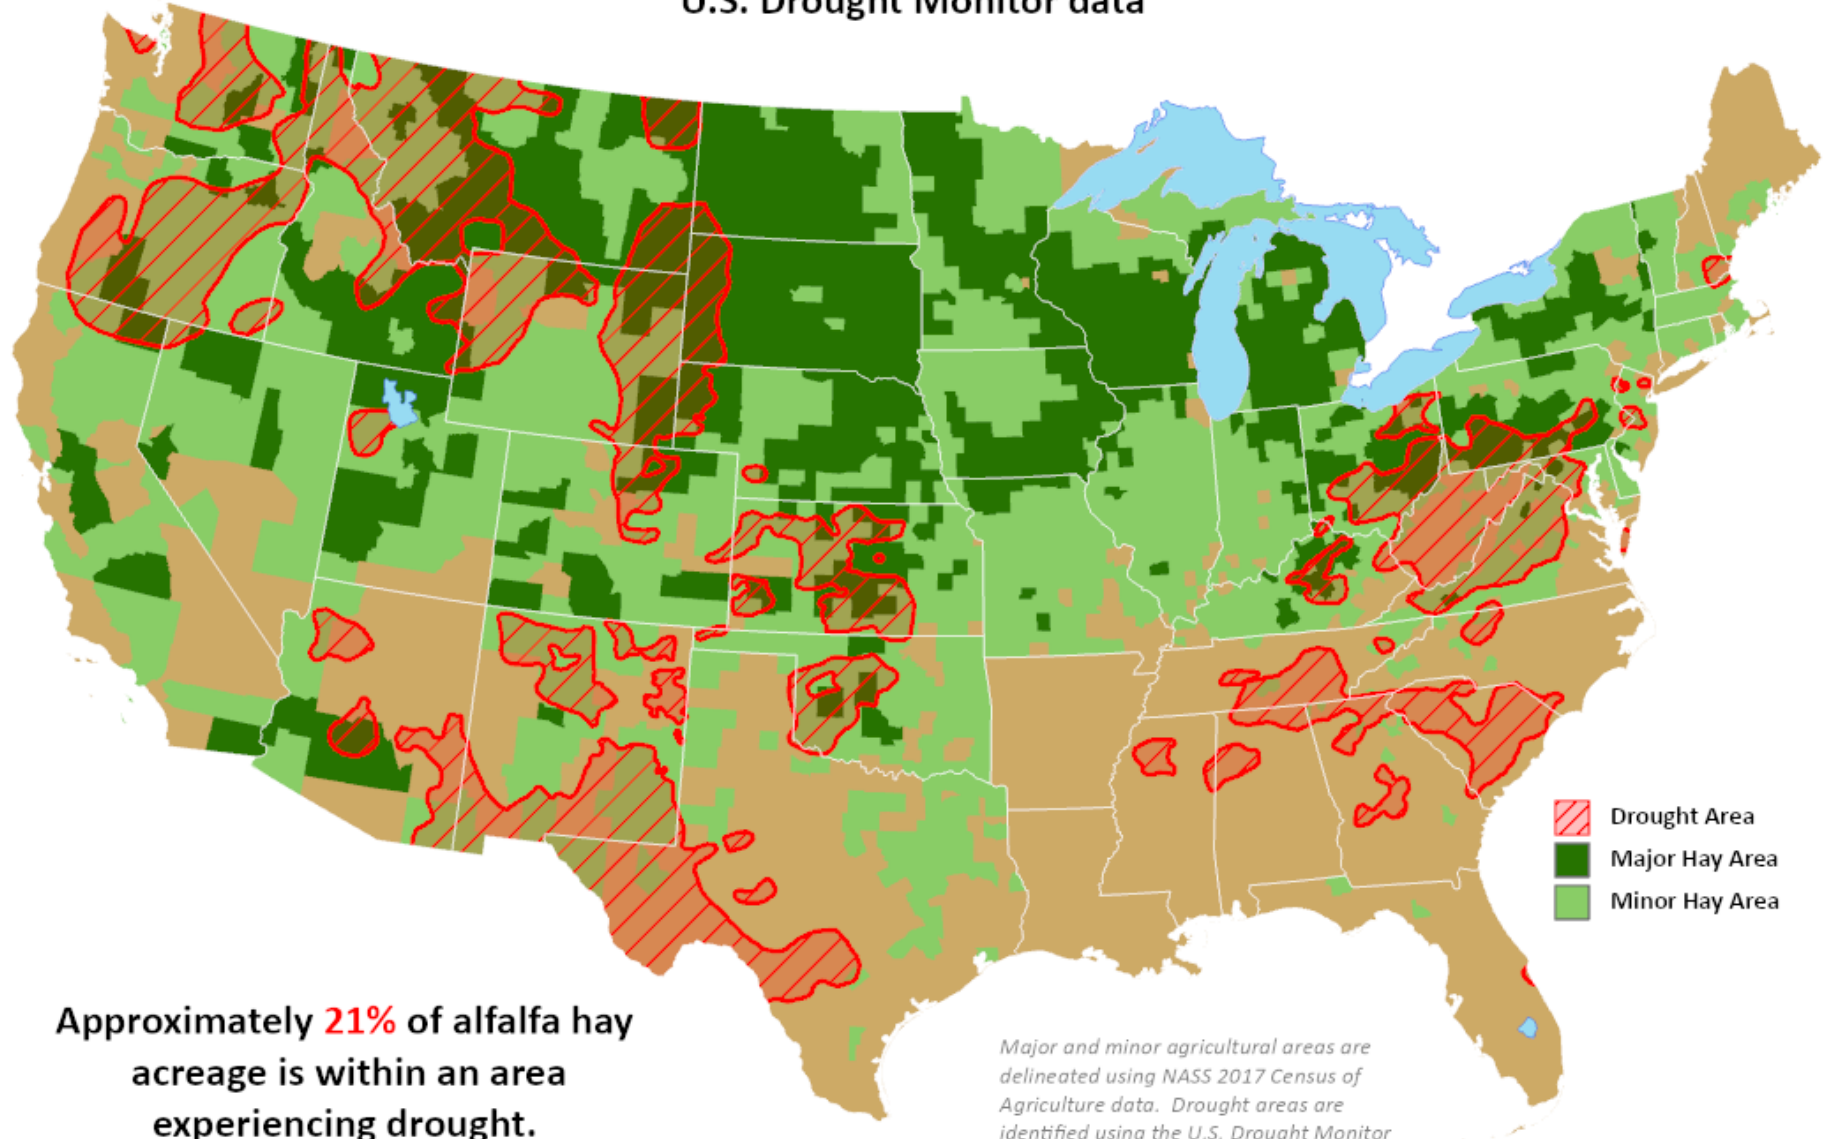 U.S. Drought Monitor data
Drought Area
Major Hay Area
Minor Hay Area
Approximately 21% of alfalfa hay
acreage is within an area
experiencing drought.
Major and minor agricultural areas are
delineated using NASS 2017 Census of
Agriculture data. Drought areas are
identified using the U.S. Drought Monitor